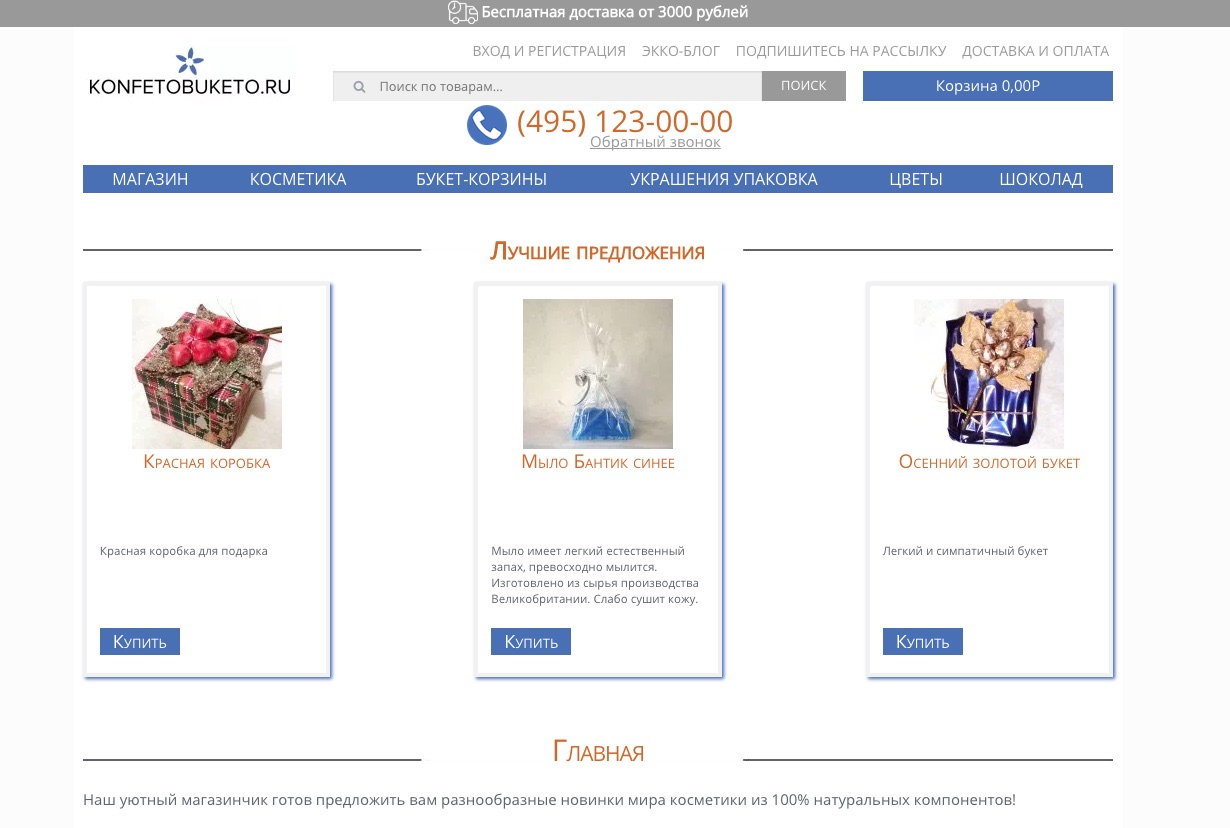 Бесплатная доставка от 3000 рублей
ВХОД И РЕГИСТРАЦИЯ ЭККО-БЛОГ ПОДПИШИТЕСЬ НА РАССЫЛКУ ДОСТАВКА И ОПЛАТА
KONFETOBUKETO.RU
Поиск по товарам... ПОИСК Корзина 0,00Р
(495) 123-00-00
Обратный звонок
МАГАЗИН КОСМЕТИКА БУКЕТ-КОРЗИНЫ УКРАШЕНИЯ УПАКОВКА ЦВЕТЫ ШОКОЛАД
Лучшие предложения
Красная коробка
Красная коробка для подарка
Купить
Мыло Бантик синее
Мыло имеет легкий естественный
запах, превосходно мылится.
Изготовлено из сырья производства
Великобритании. Слабо сушит кожу.
Купить
Осенний золотой букет
Легкий и симпатичный букет
Купить
Главная
Наш уютный магазинчик готов предложить вам разнообразные новинки мира косметики из 100% натуральных компонентов!